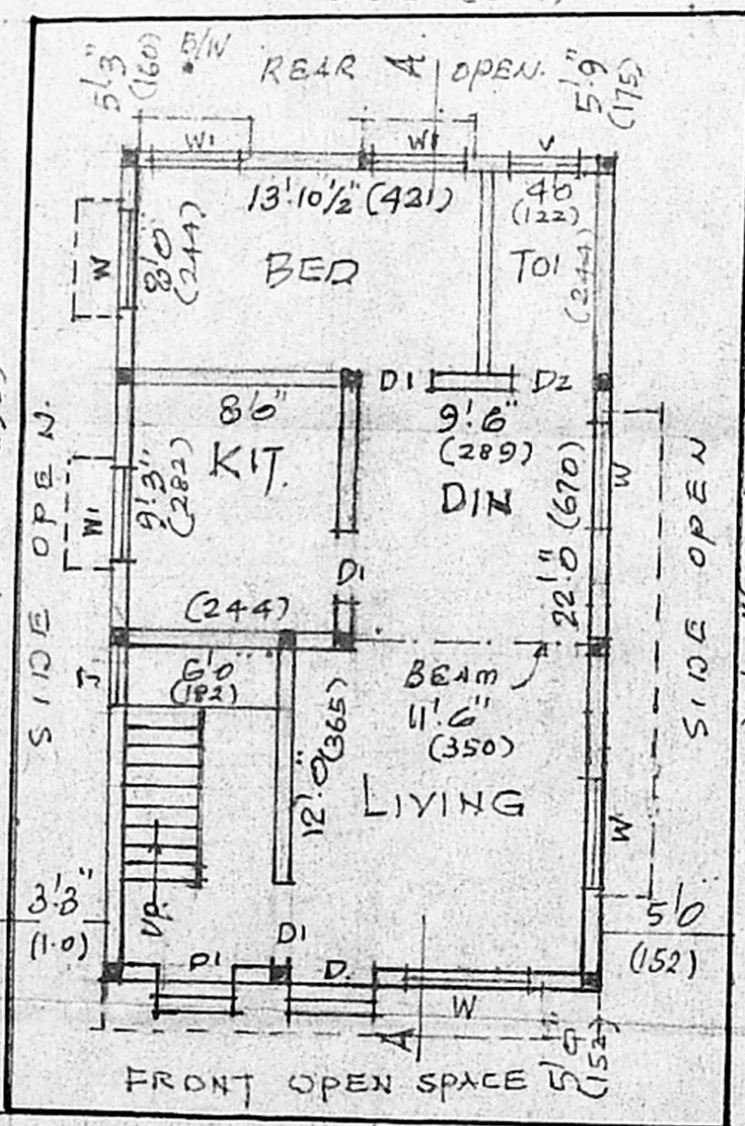 B/W
REAR A OPEN.
5'3"
(160)
5'9"
(175)
W1
W1
V
13'10½" (421)
4'0
(122)
8'0"
(244)
BED
TOI
(244)
W
D1
D2
8'6"
9'6"
(289)
KIT.
DIN
9'3"
(282)
W1
W
22'0" (670)
SIDE OPEN.
SIDE OPEN
D1
(244)
6'0"
(182)
J.
BEAM
11'6"
(350)
12'0"
(365)
LIVING
W
UP.
3'3"
(1.0)
5'0
(152)
D1
D1
D.
W
A
5'0"
(152)
FRONT OPEN SPACE